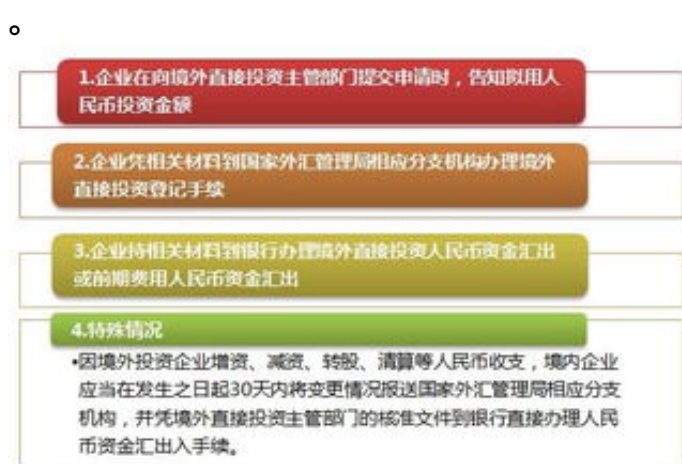 。
1.企业在向境外直接投资主管部门提交申请时，告知拟用人
民币投资金额
2.企业凭相关材料到国家外汇管理局相应分支机构办理境外
直接投资登记手续
3.企业持相关材料到银行办理境外直接投资人民币资金汇出
或前期费用人民币资金汇出
4.特殊情况
•因境外投资企业增资、减资、转股、清算等人民币收支，境内企业
应当在发生之日起30天内将变更情况报送国家外汇管理局相应分支
机构，并凭境外直接投资主管部门的核准文件到银行直接办理人民
币资金汇出入手续。